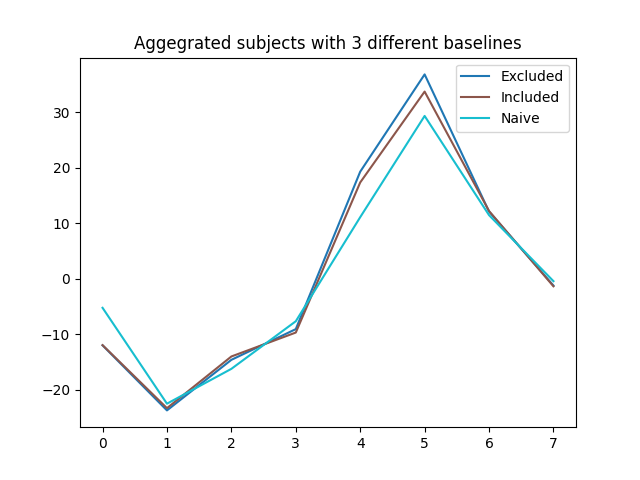 Aggegrated subjects with 3 different baselines
Excluded
Included
Naive
30
20
10
0
−10
−20
0 1 2 3 4 5 6 7